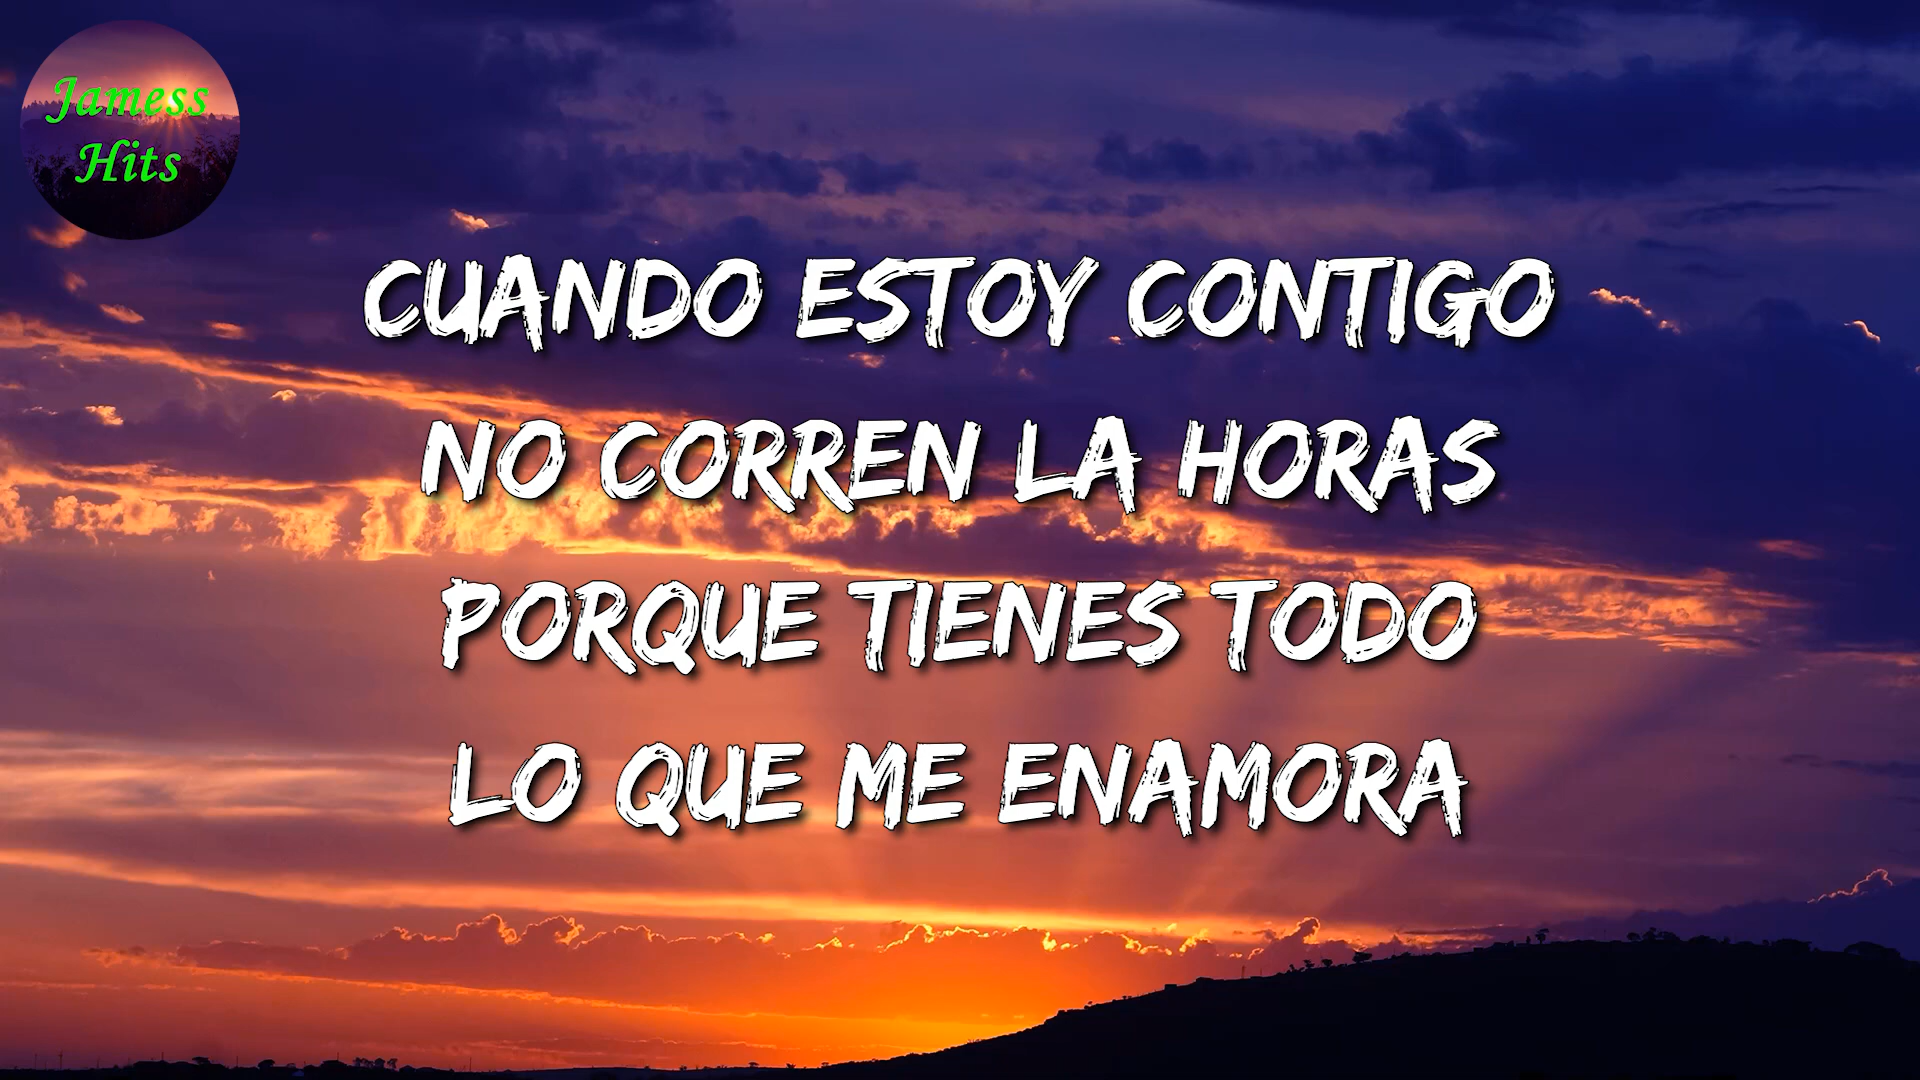 Jamess
Hits
CUANDO ESTOY CONTIGO
NO CORREN LA HORAS
PORQUE TIENES TODO
LO QUE ME ENAMORA